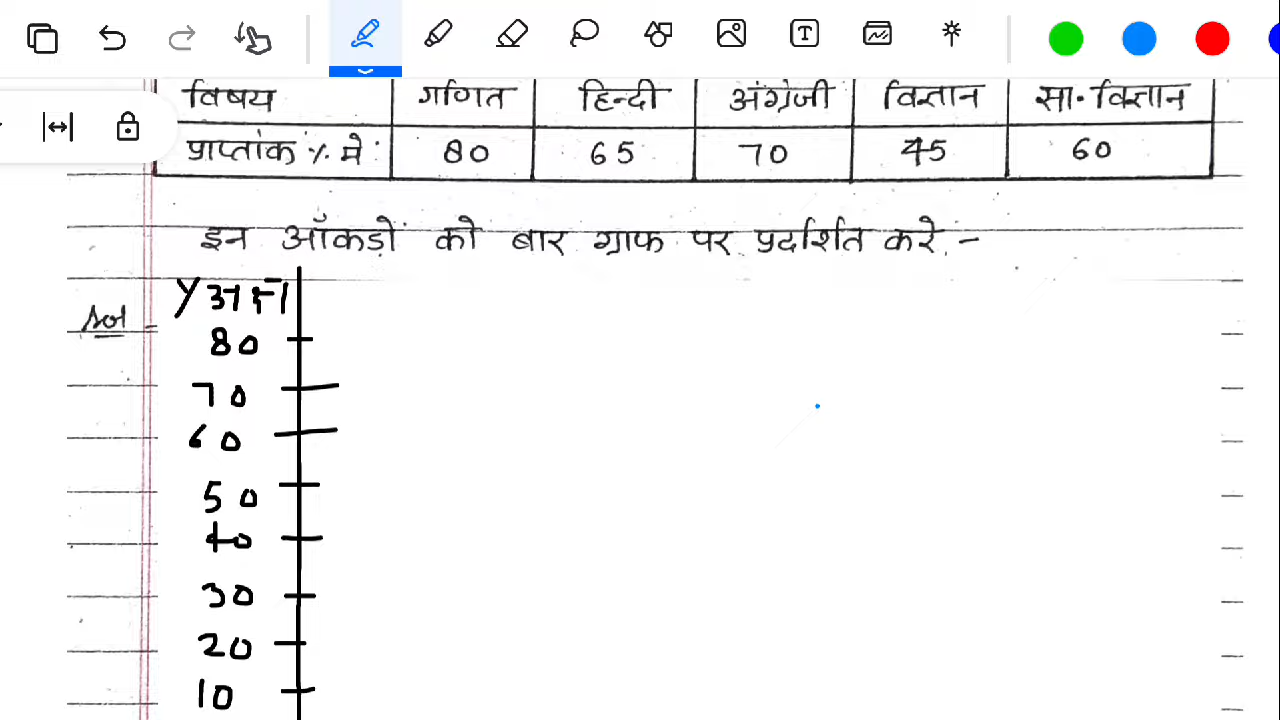 विषय गणित हिन्दी अंग्रेजी विज्ञान सा. विज्ञान
प्राप्तांक % मे 80 65 70 45 60
इन आँकड़ों को बार ग्राफ पर प्रदर्शित करे. -
Y अक्ष
Sol -
80
70
60
50
40
30
20
10